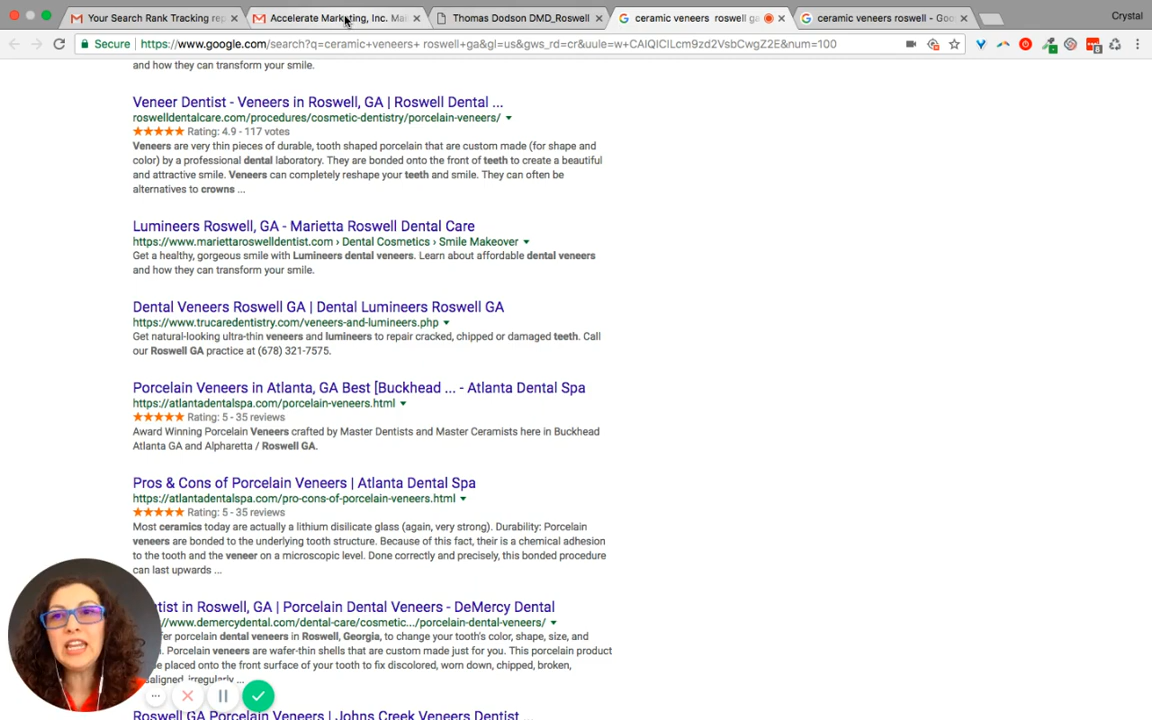 Your Search Rank Tracking rep
Accelerate Marketing, Inc. Mai
Thomas Dodson DMD_Roswell
ceramic veneers roswell ga
ceramic veneers roswell - Goo
Crystal
Secure
https://www.google.com/search?q=ceramic+veneers+ roswell+ga&gl=us&gws_rd=cr&uule=w+CAIQICILcm9zd2VsbCwgZ2E&num=100
8
and how they can transform your smile.
Veneer Dentist - Veneers in Roswell, GA | Roswell Dental ...
roswelldentalcare.com/procedures/cosmetic-dentistry/porcelain-veneers/
Rating: 4.9 - 117 votes
Veneers are very thin pieces of durable, tooth shaped porcelain that are custom made (for shape and
color) by a professional dental laboratory. They are bonded onto the front of teeth to create a beautiful
and attractive smile. Veneers can completely reshape your teeth and smile. They can often be
alternatives to crowns ...
Lumineers Roswell, GA - Marietta Roswell Dental Care
https://www.mariettaroswelldentist.com › Dental Cosmetics › Smile Makeover
Get a healthy, gorgeous smile with Lumineers dental veneers. Learn about affordable dental veneers
and how they can transform your smile.
Dental Veneers Roswell GA | Dental Lumineers Roswell GA
https://www.trucaredentistry.com/veneers-and-lumineers.php
Get natural-looking ultra-thin veneers and lumineers to repair cracked, chipped or damaged teeth. Call
our Roswell GA practice at (678) 321-7575.
Porcelain Veneers in Atlanta, GA Best [Buckhead ... - Atlanta Dental Spa
https://atlantadentalspa.com/porcelain-veneers.html
Rating: 5 - 35 reviews
Award Winning Porcelain Veneers crafted by Master Dentists and Master Ceramists here in Buckhead
Atlanta GA and Alpharetta / Roswell GA.
Pros & Cons of Porcelain Veneers | Atlanta Dental Spa
https://atlantadentalspa.com/pro-cons-of-porcelain-veneers.html
Rating: 5 - 35 reviews
Most ceramics today are actually a lithium disilicate glass (again, very strong). Durability: Porcelain
veneers are bonded to the underlying tooth structure. Because of this fact, their is a chemical adhesion
to the tooth and the veneer on a microscopic level. Done correctly and precisely, this bonded procedure
can last upwards ...
tist in Roswell, GA | Porcelain Dental Veneers - DeMercy Dental
//www.demercydental.com/dental-care/cosmetic.../porcelain-dental-veneers/
fer porcelain dental veneers in Roswell, Georgia, to change your tooth's color, shape, size, and
. Porcelain veneers are wafer-thin shells that are custom made just for you. This porcelain product
be placed onto the front surface of your tooth to fix discolored, worn down, chipped, broken,
saligned, irregularly ...
Roswell GA Porcelain Veneers | Johns Creek Veneers Dentist ...